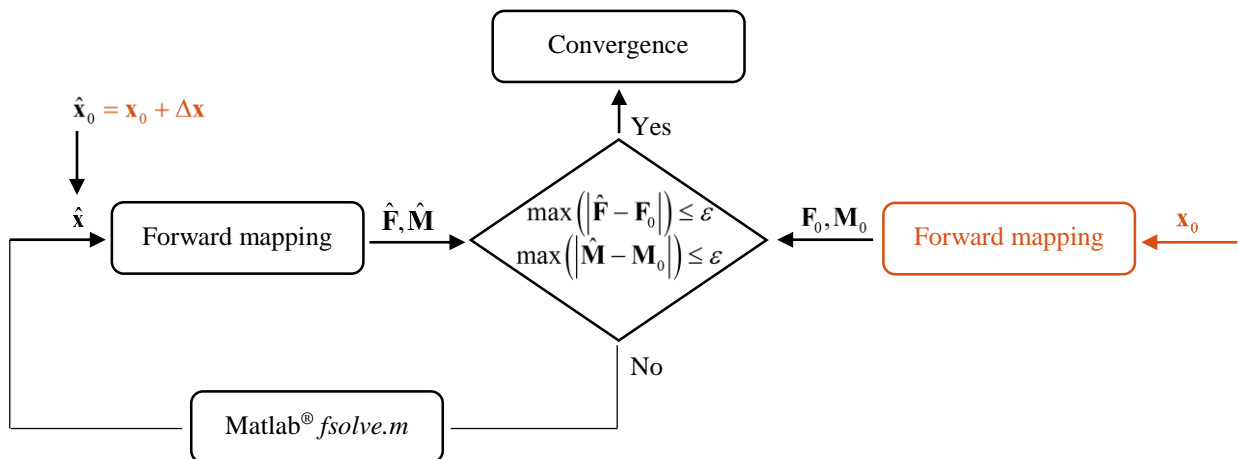 Convergence
x̂₀ = x₀ + Δx
Yes
x̂
Forward mapping
F̂, M̂
max(|F̂ − F₀|) ≤ ε
max(|M̂ − M₀|) ≤ ε
F₀, M₀
Forward mapping
x₀
No
Matlab® fsolve.m